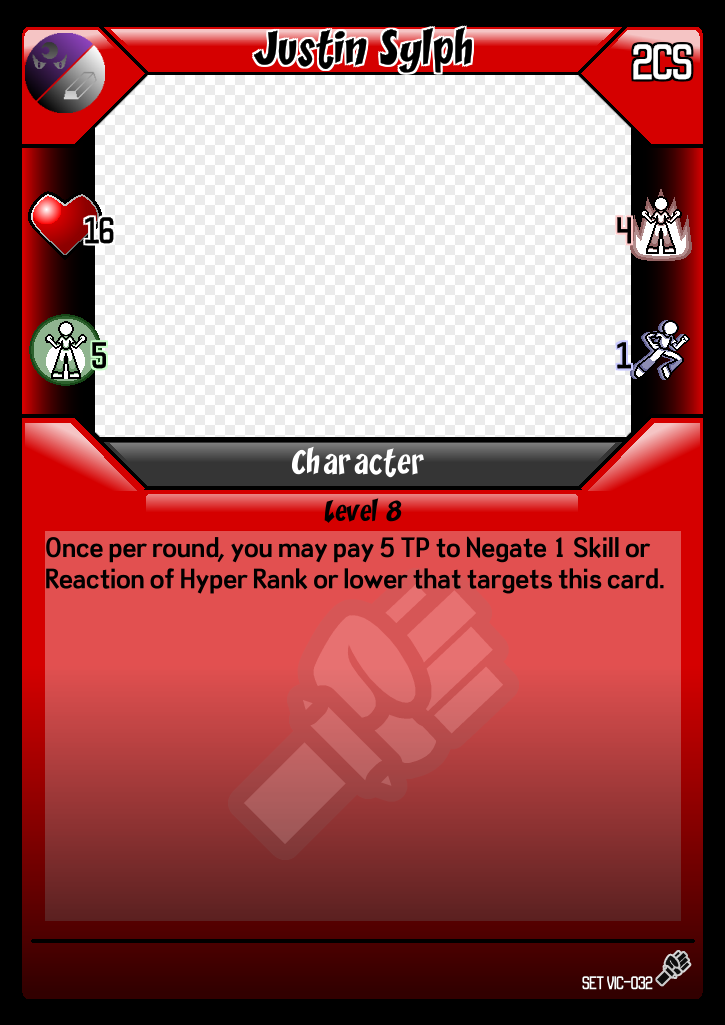 Justin Sylph
2CS
16
4
5
1
Character
Level 8
Once per round, you may pay 5 TP to Negate 1 Skill or
Reaction of Hyper Rank or lower that targets this card.
SET VIC-032